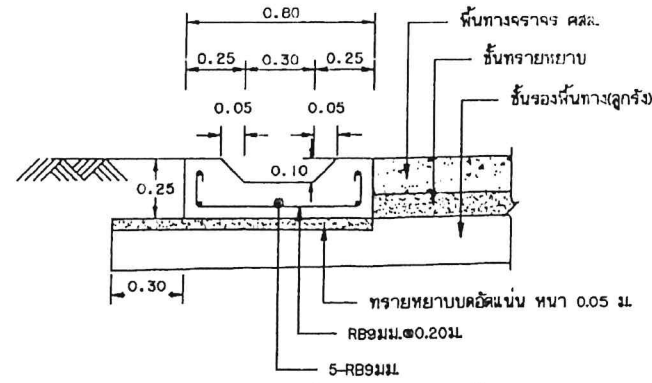 0.80
0.25 0.30 0.25
0.05 0.05
0.10
0.25
0.30
พื้นทางจราจร คสล.
ชั้นทรายหยาบ
ชั้นรองพื้นทาง(ลูกรัง)
ทรายหยาบบดอัดแน่น หนา 0.05 ม.
RB9มม.@0.20ม.
5-RB9มม.